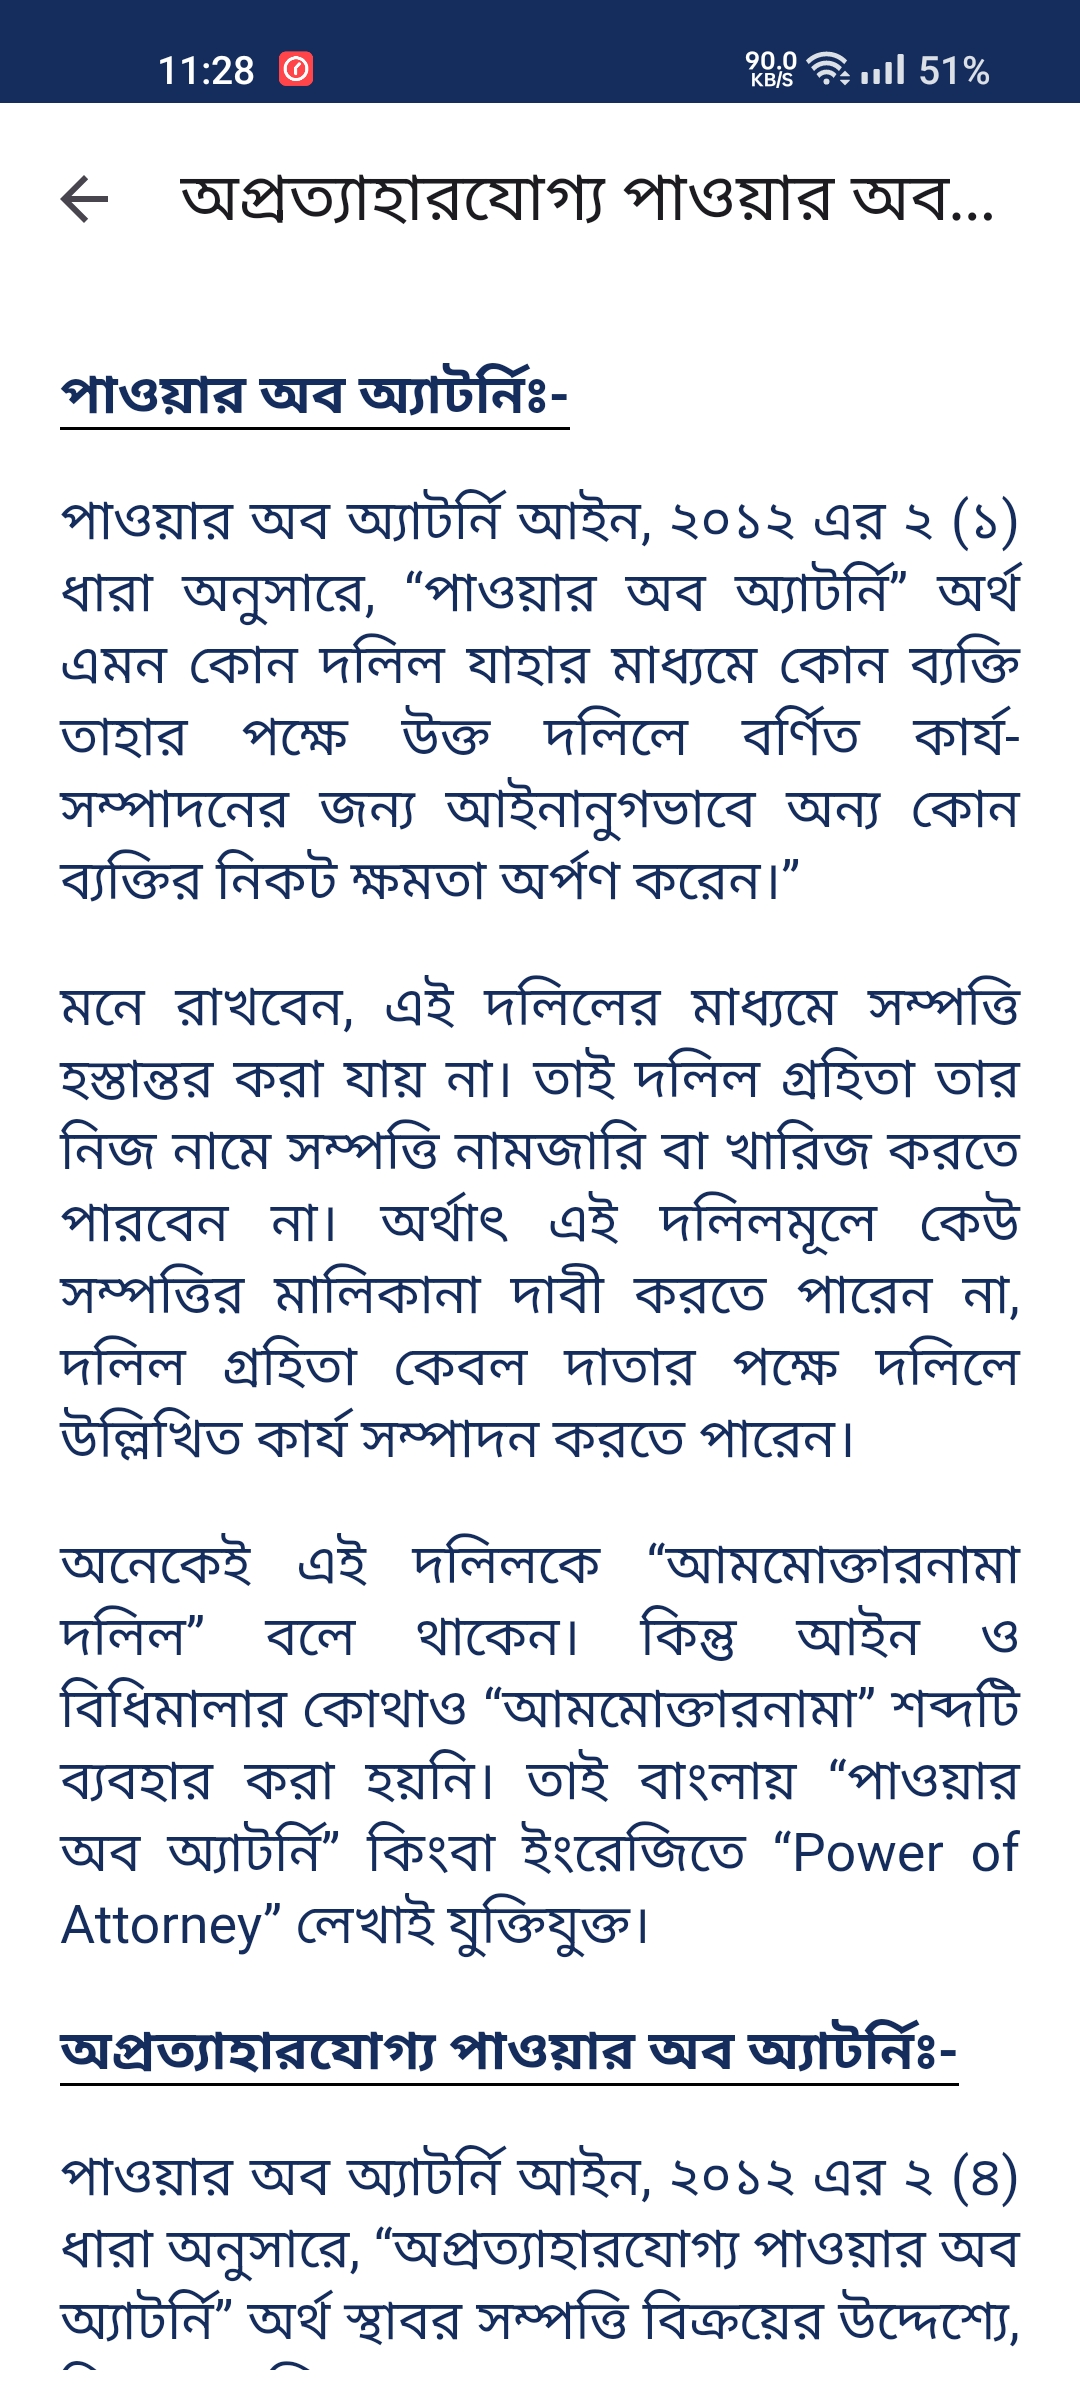 11:28
90.0 KB/S 51%
অপ্রত্যাহারযোগ্য পাওয়ার অব...
পাওয়ার অব অ্যাটর্নিঃ-
পাওয়ার অব অ্যাটর্নি আইন, ২০১২ এর ২ (১)
ধারা অনুসারে, “পাওয়ার অব অ্যাটর্নি” অর্থ
এমন কোন দলিল যাহার মাধ্যমে কোন ব্যক্তি
তাহার পক্ষে উক্ত দলিলে বর্ণিত কার্য-
সম্পাদনের জন্য আইনানুগভাবে অন্য কোন
ব্যক্তির নিকট ক্ষমতা অর্পণ করেন।”
মনে রাখবেন, এই দলিলের মাধ্যমে সম্পত্তি
হস্তান্তর করা যায় না। তাই দলিল গ্রহিতা তার
নিজ নামে সম্পত্তি নামজারি বা খারিজ করতে
পারবেন না। অর্থাৎ এই দলিলমূলে কেউ
সম্পত্তির মালিকানা দাবী করতে পারেন না,
দলিল গ্রহিতা কেবল দাতার পক্ষে দলিলে
উল্লিখিত কার্য সম্পাদন করতে পারেন।
অনেকেই এই দলিলকে “আমমোক্তারনামা
দলিল” বলে থাকেন। কিন্তু আইন ও
বিধিমালার কোথাও “আমমোক্তারনামা” শব্দটি
ব্যবহার করা হয়নি। তাই বাংলায় “পাওয়ার
অব অ্যাটর্নি” কিংবা ইংরেজিতে “Power of
Attorney” লেখাই যুক্তিযুক্ত।
অপ্রত্যাহারযোগ্য পাওয়ার অব অ্যাটর্নিঃ-
পাওয়ার অব অ্যাটর্নি আইন, ২০১২ এর ২ (৪)
ধারা অনুসারে, “অপ্রত্যাহারযোগ্য পাওয়ার অব
অ্যাটর্নি” অর্থ স্থাবর সম্পত্তি বিক্রয়ের উদ্দেশ্যে,